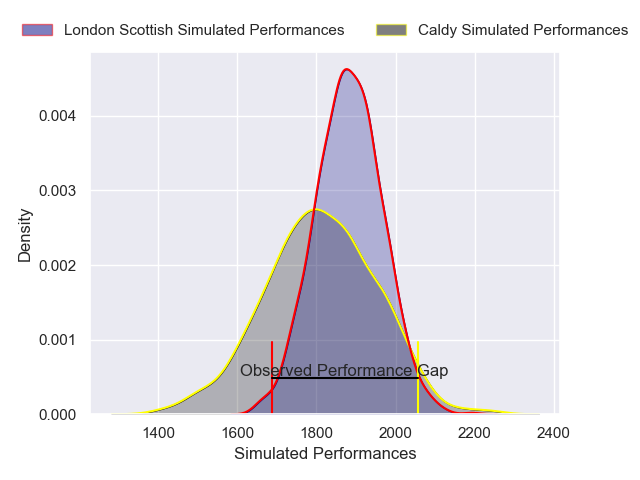 London Scottish Simulated Performances Caldy Simulated Performances
0.004
0.003
0.002
0.001
0.000
Density
Observed Performance Gap
1400 1600 1800 2000 2200 2400
Simulated Performances